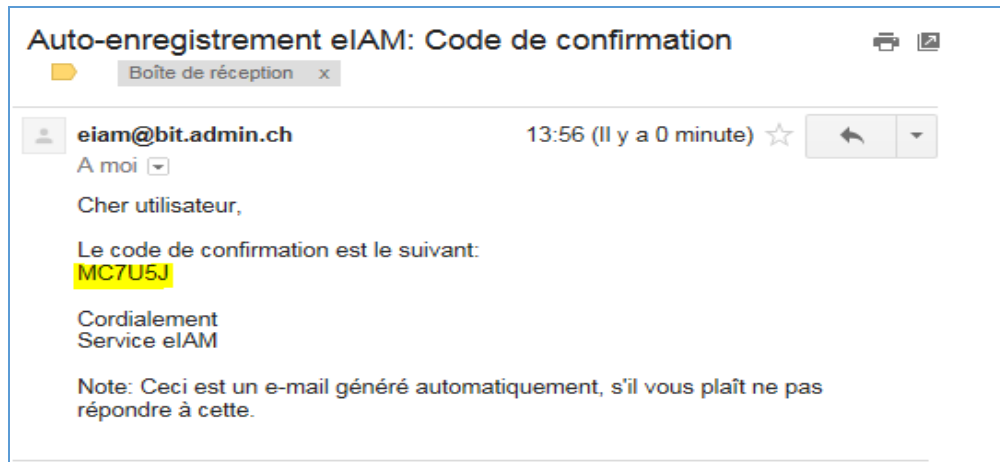 Auto-enregistrement eIAM: Code de confirmation
Boîte de réception x
eiam@bit.admin.ch 13:56 (Il y a 0 minute)
A moi
Cher utilisateur,
Le code de confirmation est le suivant:
MC7U5J
Cordialement
Service eIAM
Note: Ceci est un e-mail généré automatiquement, s'il vous plaît ne pas
répondre à cette.